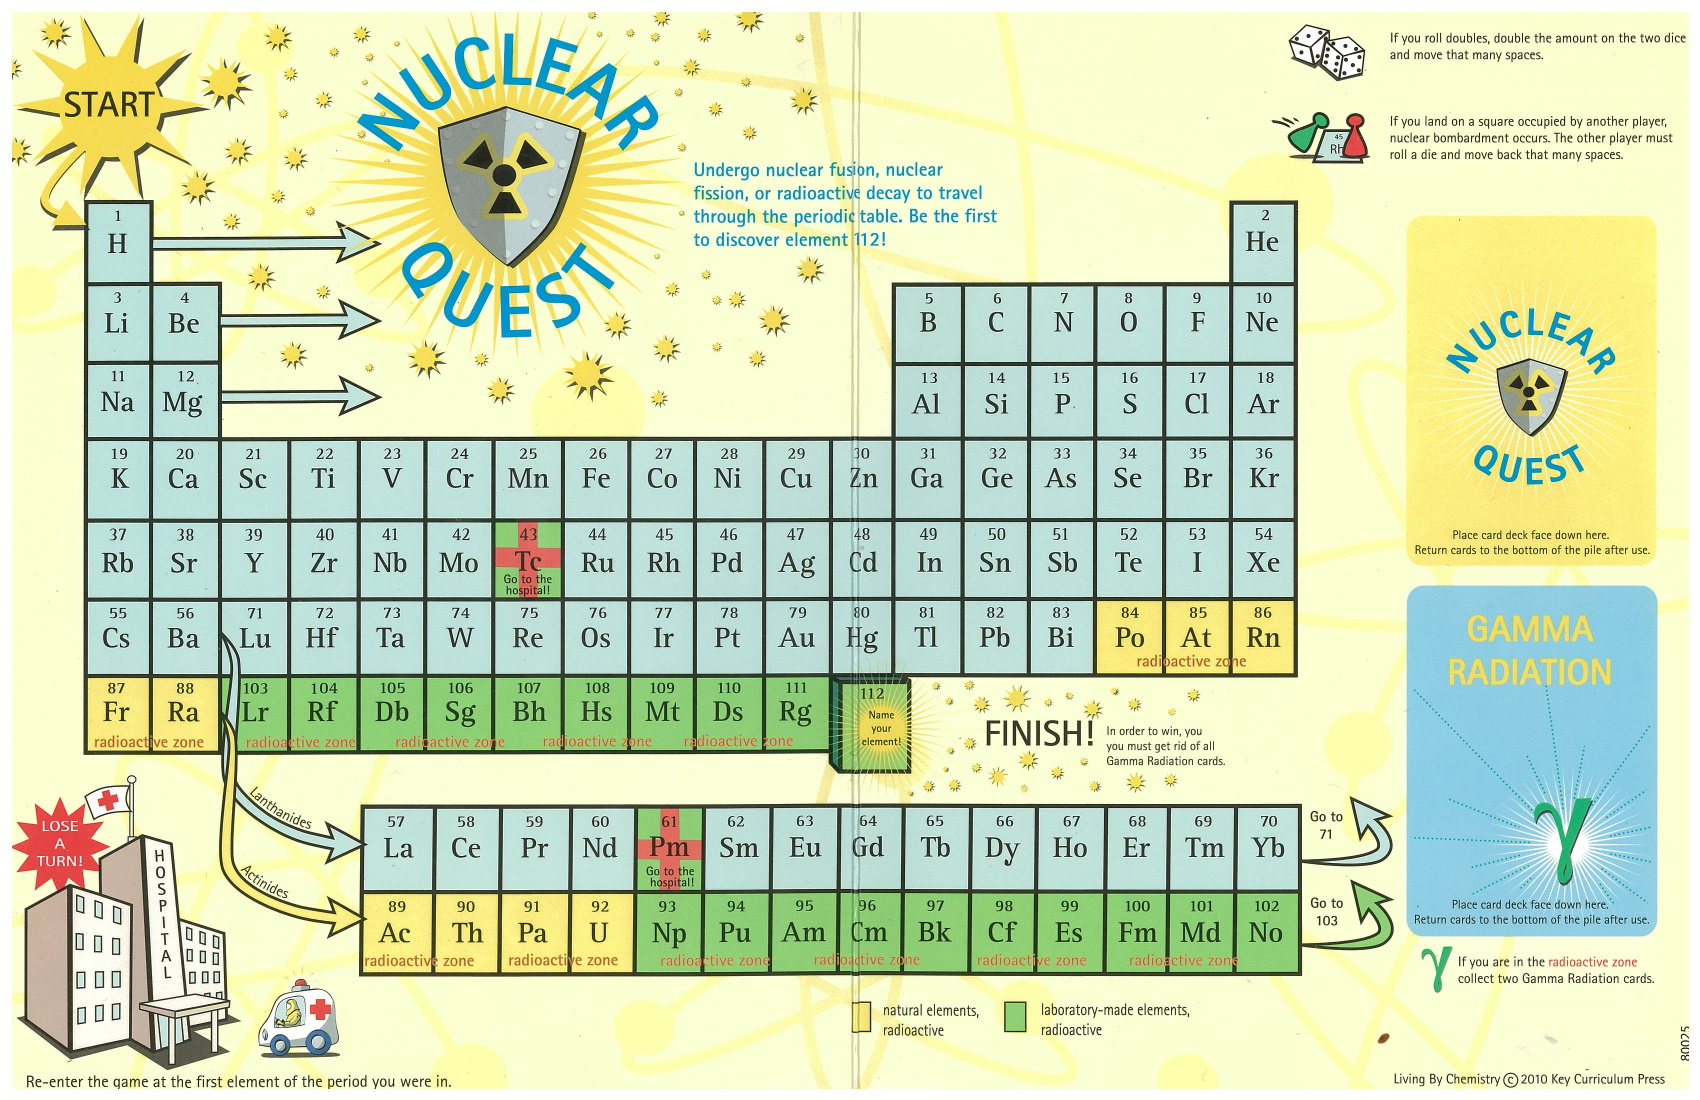 START
NUCLEAR
QUEST
Undergo nuclear fusion, nuclear
fission, or radioactive decay to travel
through the periodic table. Be the first
to discover element 112!
If you roll doubles, double the amount on the two dice
and move that many spaces.
45
Rh
If you land on a square occupied by another player,
nuclear bombardment occurs. The other player must
roll a die and move back that many spaces.
1 2
H He
3 4 5 6 7 8 9 10
Li Be B C N O F Ne
11 12 13 14 15 16 17 18
Na Mg Al Si P S Cl Ar
19 20 21 22 23 24 25 26 27 28 29 30 31 32 33 34 35 36
K Ca Sc Ti V Cr Mn Fe Co Ni Cu Zn Ga Ge As Se Br Kr
37 38 39 40 41 42 43 44 45 46 47 48 49 50 51 52 53 54
Rb Sr Y Zr Nb Mo Tc Ru Rh Pd Ag Cd In Sn Sb Te I Xe
Go to the
hospital!
55 56 71 72 73 74 75 76 77 78 79 80 81 82 83 84 85 86
Cs Ba Lu Hf Ta W Re Os Ir Pt Au Hg Tl Pb Bi Po At Rn
radioactive zone
87 88 103 104 105 106 107 108 109 110 111 112
Fr Ra Lr Rf Db Sg Bh Hs Mt Ds Rg
Name
your
element!
radioactive zone radioactive zone radioactive zone radioactive zone radioactive zone
FINISH!
In order to win, you
you must get rid of all
Gamma Radiation cards.
Lanthanides
57 58 59 60 61 62 63 64 65 66 67 68 69 70
La Ce Pr Nd Pm Sm Eu Gd Tb Dy Ho Er Tm Yb
Go to the
hospital!
Go to
71
Actinides
89 90 91 92 93 94 95 96 97 98 99 100 101 102
Ac Th Pa U Np Pu Am Cm Bk Cf Es Fm Md No
radioactive zone radioactive zone radioactive zone radioactive zone radioactive zone radioactive zone
Go to
103
natural elements,
radioactive
laboratory-made elements,
radioactive
LOSE
A
TURN!
HOSPITAL
Re-enter the game at the first element of the period you were in.
NUCLEAR
QUEST
Place card deck face down here.
Return cards to the bottom of the pile after use.
GAMMA
RADIATION
γ
Place card deck face down here.
Return cards to the bottom of the pile after use.
γ
If you are in the radioactive zone
collect two Gamma Radiation cards.
80025
Living By Chemistry © 2010 Key Curriculum Press